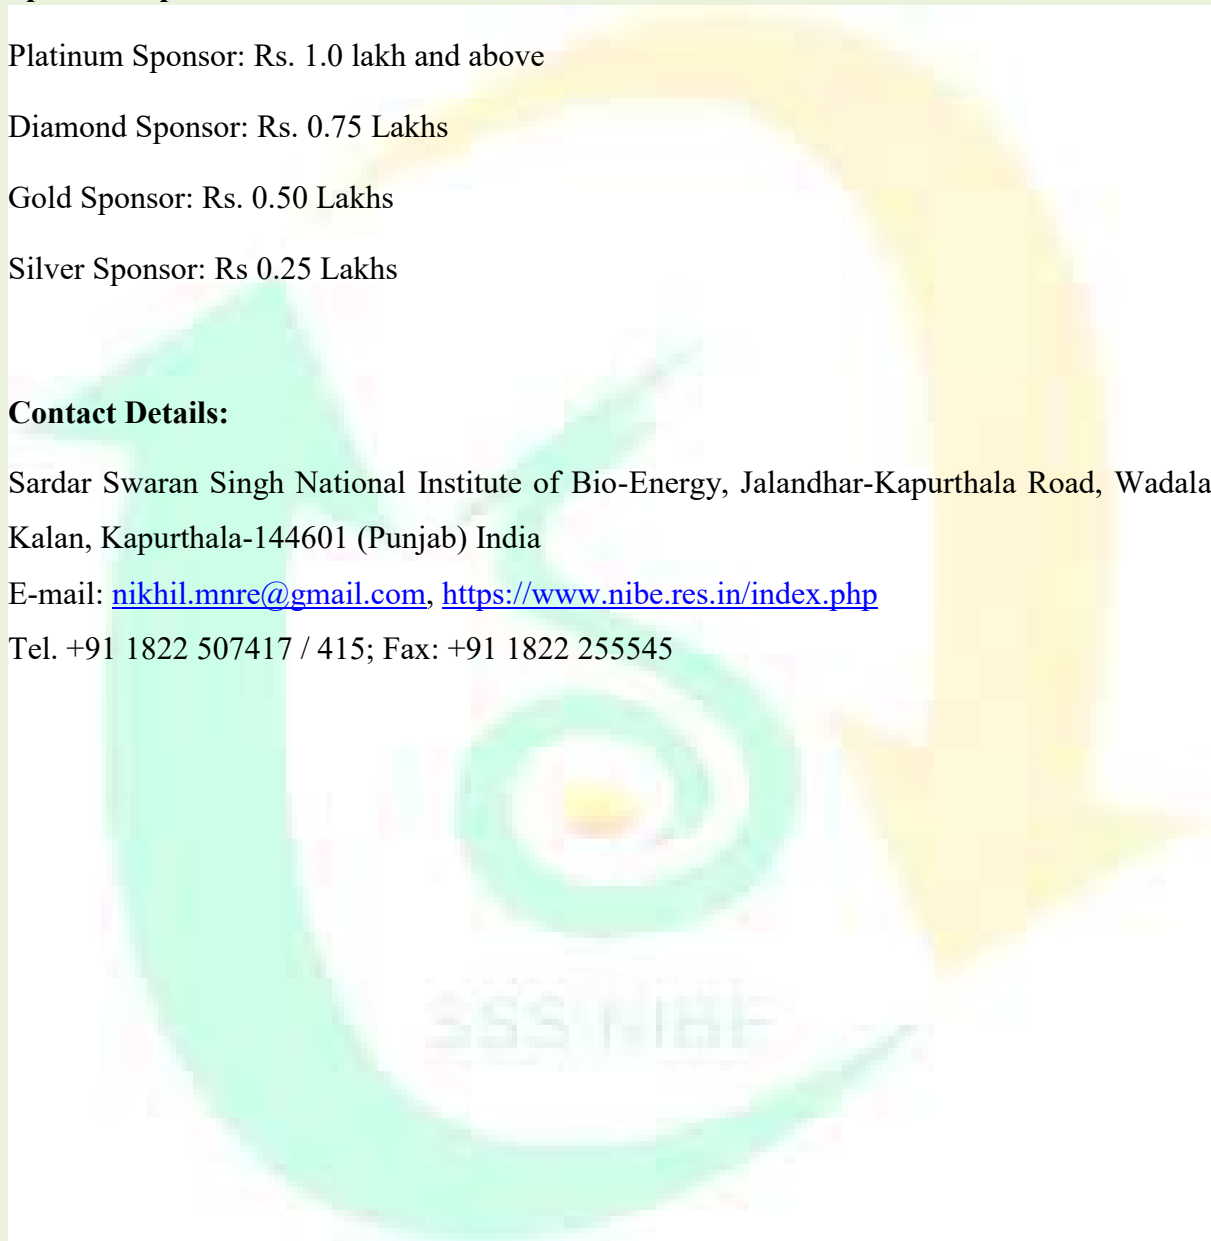 Platinum Sponsor: Rs. 1.0 lakh and above
Diamond Sponsor: Rs. 0.75 Lakhs
Gold Sponsor: Rs. 0.50 Lakhs
Silver Sponsor: Rs 0.25 Lakhs
Contact Details:
Sardar Swaran Singh National Institute of Bio-Energy, Jalandhar-Kapurthala Road, Wadala
Kalan, Kapurthala-144601 (Punjab) India
E-mail: nikhil.mnre@gmail.com, https://www.nibe.res.in/index.php
Tel. +91 1822 507417 / 415; Fax: +91 1822 255545
SSS NIBE